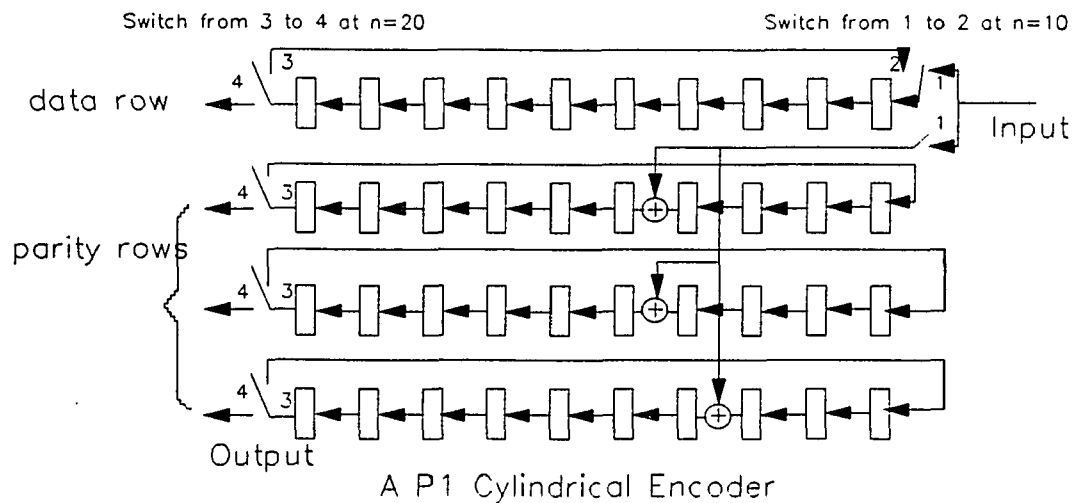 Switch from 3 to 4 at n=20
Switch from 1 to 2 at n=10
4
3
2
1
data row
1
Input
4
3
parity rows
4
3
4
3
Output
A P1 Cylindrical Encoder